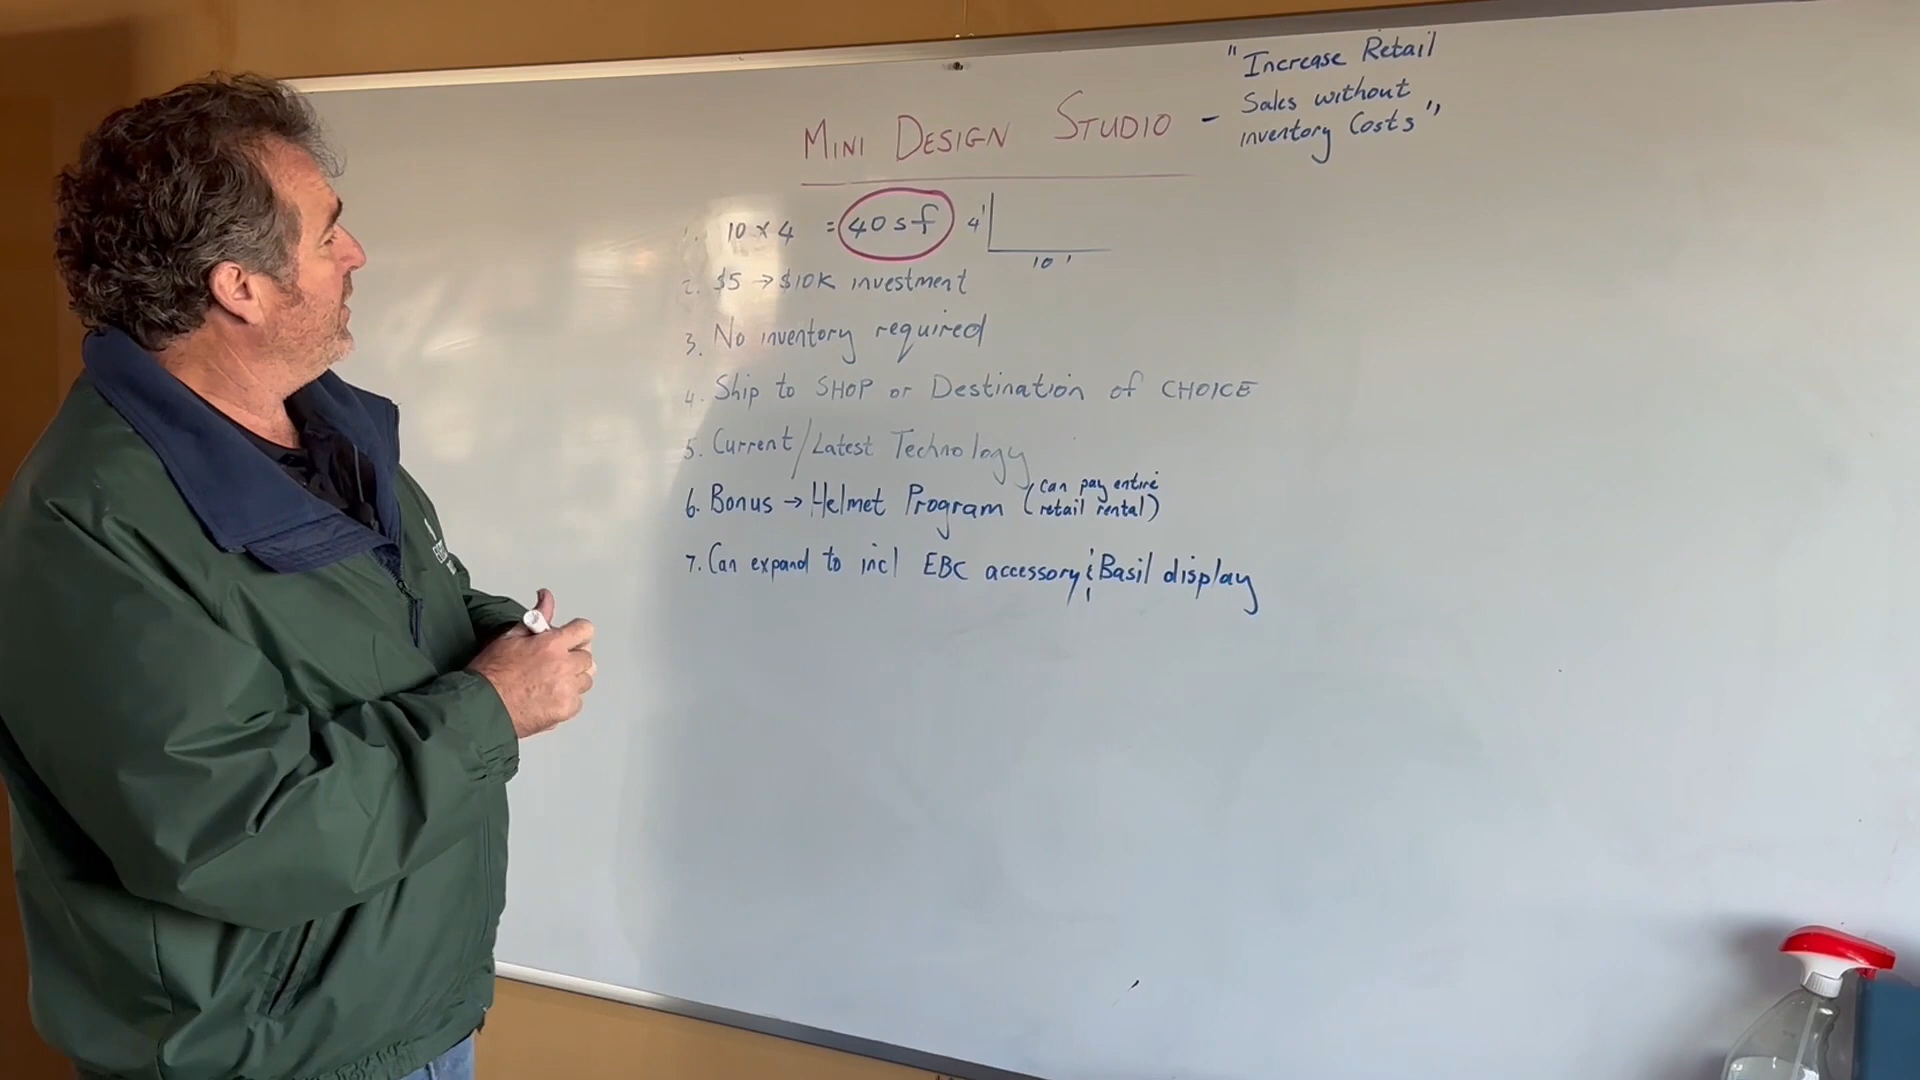 "Increase Retail
Sales without
inventory Costs"
MINI DESIGN STUDIO -
1. 10 x 4 = 40 sf 4'
10'
2. $5 → $10K investment
3. No inventory required
4. Ship to SHOP or Destination of CHOICE
5. Current/Latest Technology
6. Bonus → Helmet Program (can pay entire
retail rental)
7. Can expand to incl EBC accessory & Basil display